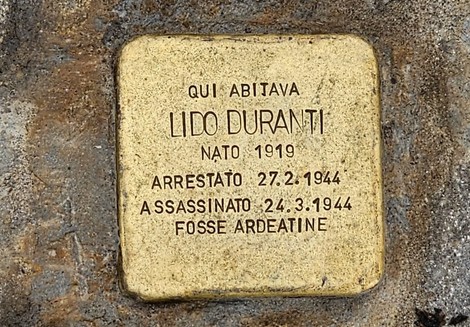 QUI ABITAVA
LIDO DURANTI
NATO 1919
ARRESTATO 27.2.1944
ASSASSINATO 24.3.1944
FOSSE ARDEATINE